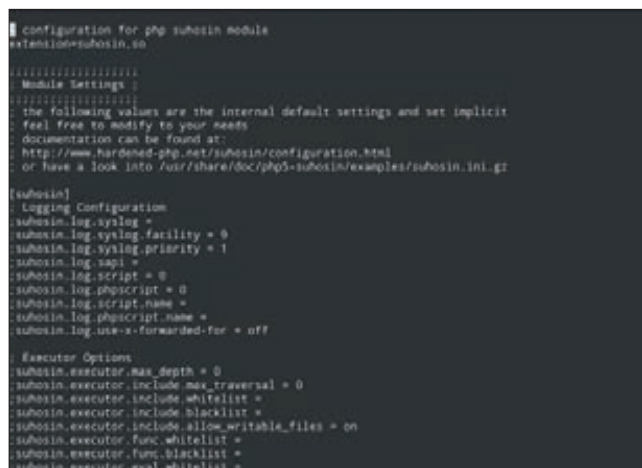 configuration for php suhosin module
extension=suhosin.so
;;;;;;;;;;;;;;;;;;;
; Module Settings ;
;;;;;;;;;;;;;;;;;;;
; the following values are the internal default settings and set implicit
; feel free to modify to your needs
; documentation can be found at:
; http://www.hardened-php.net/suhosin/configuration.html
; or have a look into /usr/share/doc/php5-suhosin/examples/suhosin.ini.gz
[suhosin]
; Logging Configuration
;suhosin.log.syslog =
;suhosin.log.syslog.facility = 9
;suhosin.log.syslog.priority = 1
;suhosin.log.sapi =
;suhosin.log.script = 0
;suhosin.log.phpscript = 0
;suhosin.log.script.name =
;suhosin.log.phpscript.name =
;suhosin.log.use-x-forwarded-for = off
; Executor Options
;suhosin.executor.max_depth = 0
;suhosin.executor.include.max_traversal = 0
;suhosin.executor.include.whitelist =
;suhosin.executor.include.blacklist =
;suhosin.executor.include.allow_writable_files = on
;suhosin.executor.func.whitelist =
;suhosin.executor.func.blacklist =
;suhosin.executor.eval.whitelist =